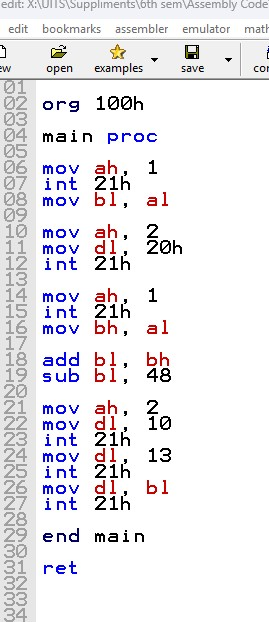 edit: X:\UITS\Suppliments\6th sem\Assembly Code
edit bookmarks assembler emulator
open examples save
01
02 org 100h
03
04 main proc
05
06 mov ah, 1
07 int 21h
08 mov bl, al
09
10 mov ah, 2
11 mov dl, 20h
12 int 21h
13
14 mov ah, 1
15 int 21h
16 mov bh, al
17
18 add bl, bh
19 sub bl, 48
20
21 mov ah, 2
22 mov dl, 10
23 int 21h
24 mov dl, 13
25 int 21h
26 mov dl, bl
27 int 21h
28
29 end main
30
31 ret
32
33
34